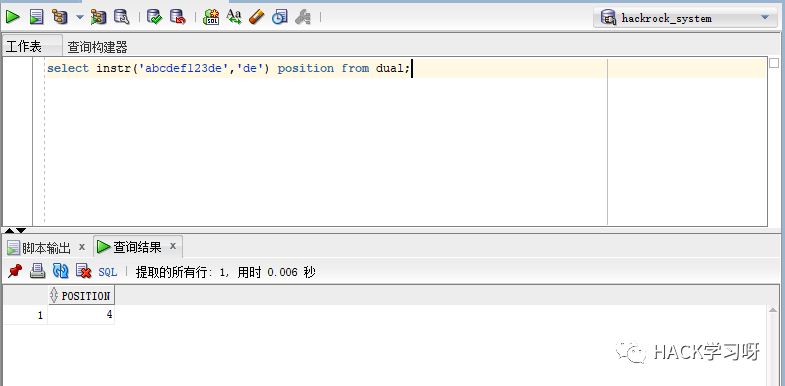 hackrock_system
工作表 查询构建器
select instr('abcdefl23de','de') position from dual;
脚本输出 x 查询结果 x
SQL | 提取的所有行: 1, 用时 0.006 秒
POSITION
1 4
HACK学习呀